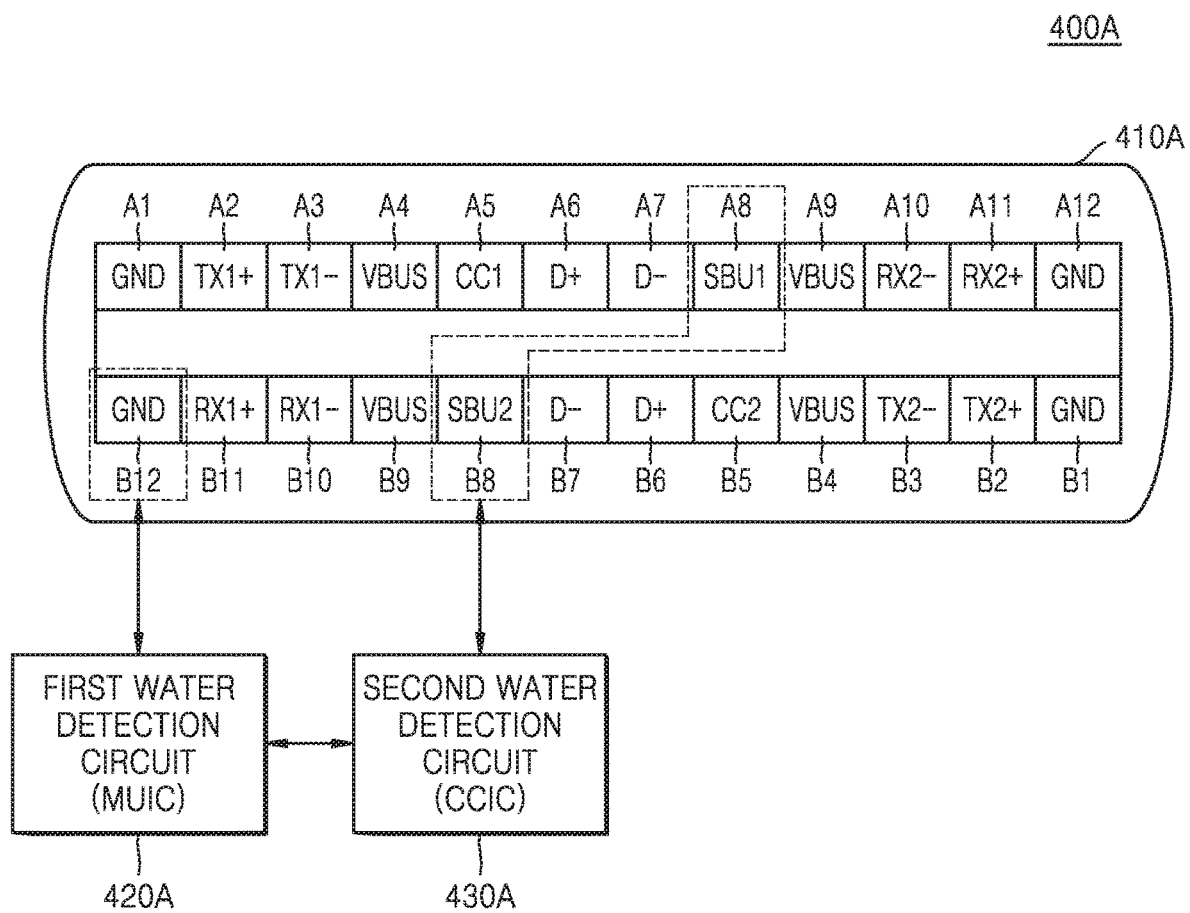 400A
410A
A1 A2 A3 A4 A5 A6 A7 A8 A9 A10 A11 A12
GND TX1+ TX1- VBUS CC1 D+ D- SBU1 VBUS RX2- RX2+ GND
GND RX1+ RX1- VBUS SBU2 D- D+ CC2 VBUS TX2- TX2+ GND
B12 B11 B10 B9 B8 B7 B6 B5 B4 B3 B2 B1
FIRST WATER
DETECTION
CIRCUIT
(MUIC)
SECOND WATER
DETECTION
CIRCUIT
(CCIC)
420A
430A